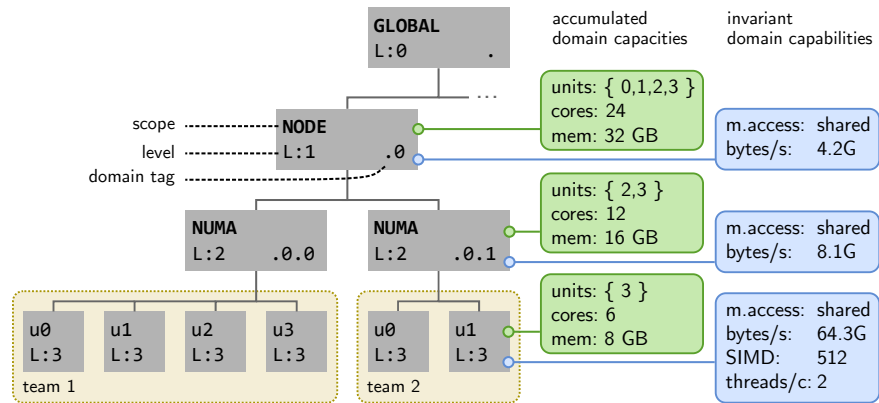 accumulated
domain capacities
invariant
domain capabilities
GLOBAL
L:0 .
...
units: { 0,1,2,3 }
cores: 24
mem: 32 GB
scope
level
domain tag
NODE
L:1 .0
m.access: shared
bytes/s: 4.2G
NUMA
L:2 .0.0
NUMA
L:2 .0.1
units: { 2,3 }
cores: 12
mem: 16 GB
m.access: shared
bytes/s: 8.1G
u0
L:3
u1
L:3
u2
L:3
u3
L:3
team 1
u0
L:3
u1
L:3
team 2
units: { 3 }
cores: 6
mem: 8 GB
m.access: shared
bytes/s: 64.3G
SIMD: 512
threads/c: 2